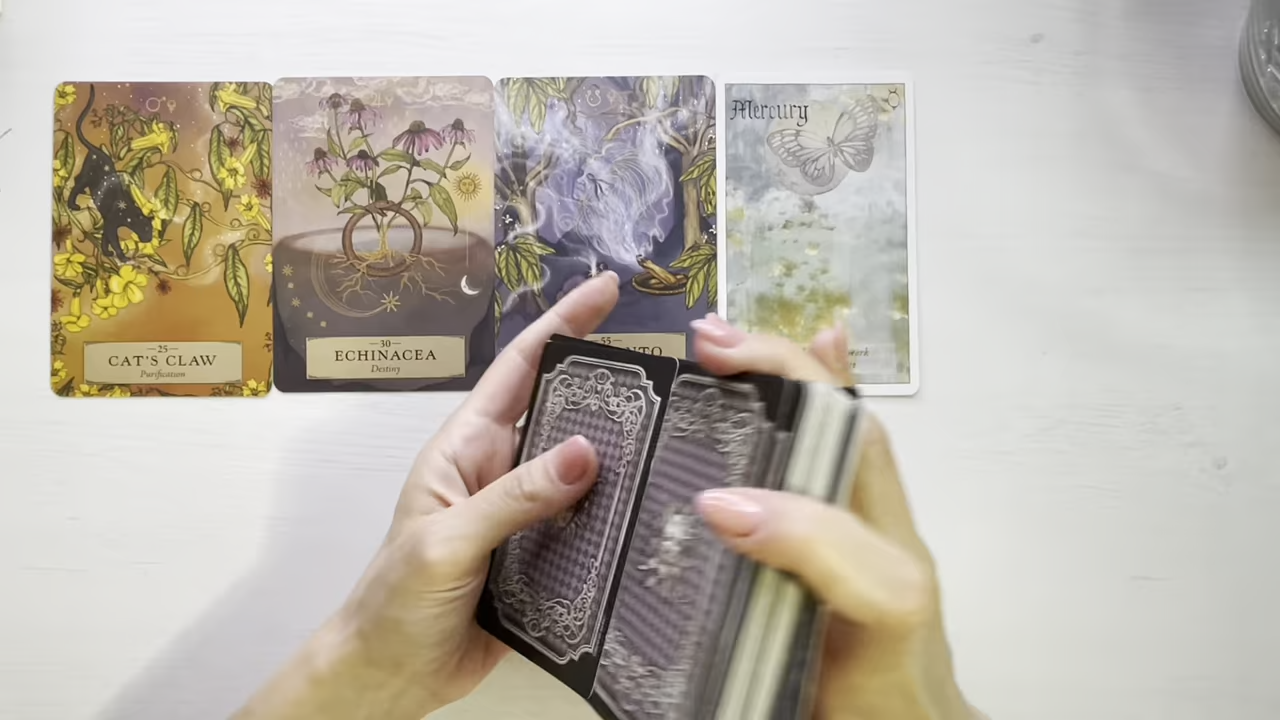 -25-
CAT'S CLAW
Purification
-30-
ECHINACEA
Destiny
-55-
Mercury